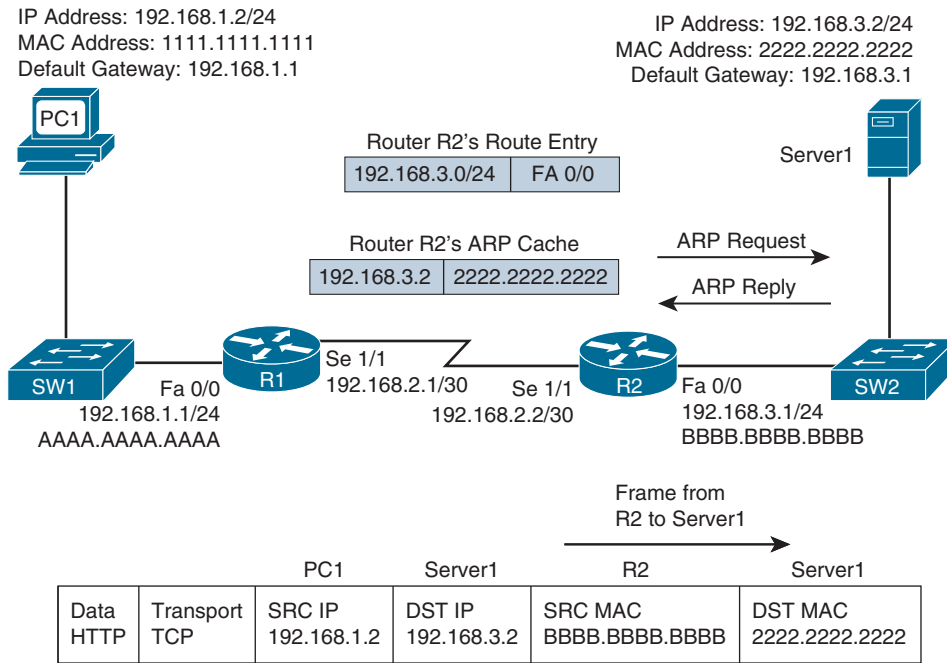 IP Address: 192.168.1.2/24
MAC Address: 1111.1111.1111
Default Gateway: 192.168.1.1
IP Address: 192.168.3.2/24
MAC Address: 2222.2222.2222
Default Gateway: 192.168.3.1
PC1
Server1
Router R2's Route Entry
192.168.3.0/24 FA 0/0
Router R2's ARP Cache
192.168.3.2 2222.2222.2222
ARP Request
ARP Reply
SW1
R1
R2
SW2
Fa 0/0
192.168.1.1/24
AAAA.AAAA.AAAA
Se 1/1
192.168.2.1/30
Se 1/1
192.168.2.2/30
Fa 0/0
192.168.3.1/24
BBBB.BBBB.BBBB
Frame from
R2 to Server1
PC1 Server1 R2 Server1
Data Transport SRC IP DST IP SRC MAC DST MAC
HTTP TCP 192.168.1.2 192.168.3.2 BBBB.BBBB.BBBB 2222.2222.2222